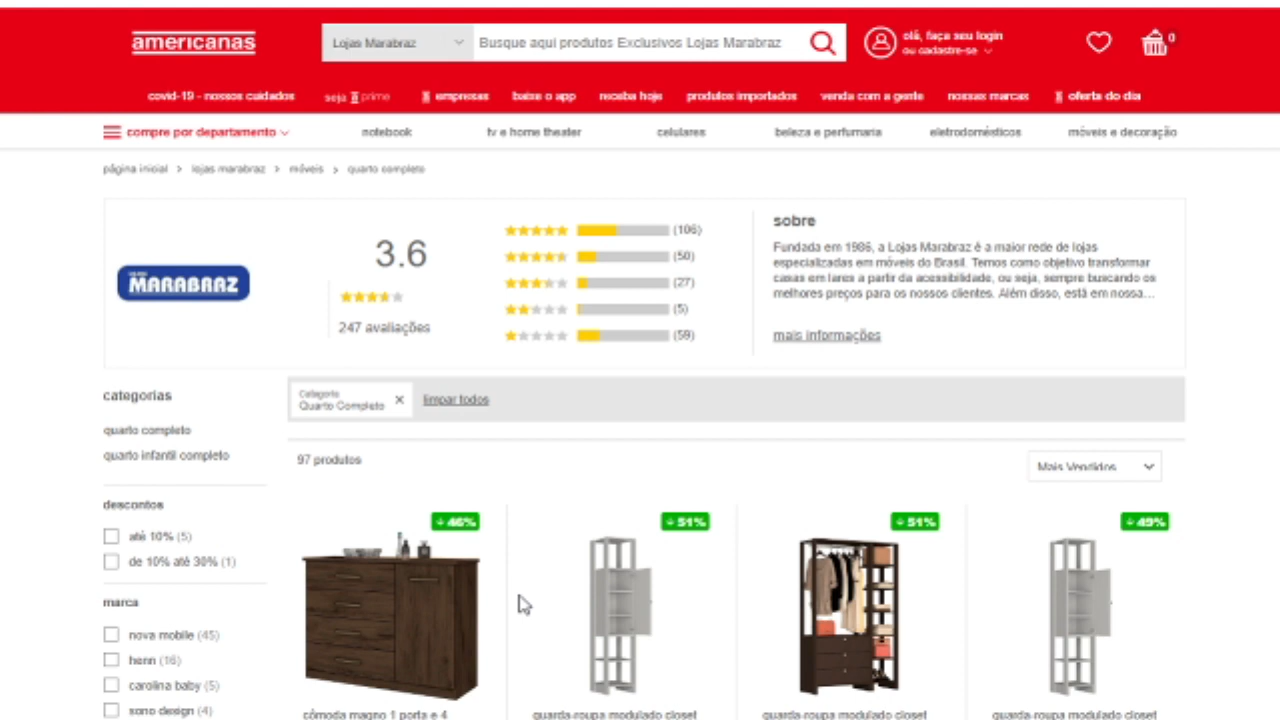 americanas
Lojas Marabraz
Busque aqui produtos Exclusivos Lojas Marabraz
olá, faça seu login
ou cadastre-se
0
covid-19 - nossos cuidados
seja prime
empresas
baixe o app
receba hoje
produtos importados
venda com a gente
nossas marcas
oferta do dia
compre por departamento
notebook
tv e home theater
celulares
beleza e perfumaria
eletrodomésticos
móveis e decoração
página inicial > lojas marabraz > móveis > quarto completo
MARABRAZ
3.6
247 avaliações
(106)
(50)
(27)
(5)
(59)
sobre
Fundada em 1986, a Lojas Marabraz é a maior rede de lojas
especializadas em móveis do Brasil. Temos como objetivo transformar
casas em lares a partir da acessibilidade, ou seja, sempre buscando os
melhores preços para os nossos clientes. Além disso, está em nossa...
mais informações
categorias
quarto completo
quarto infantil completo
descontos
até 10% (5)
de 10% até 30% (1)
marca
nova mobile (45)
henn (16)
carolina baby (5)
sono design (4)
Categoria
Quarto Completo
limpar todos
97 produtos
Mais Vendidos
46%
51%
51%
49%
cômoda magno 1 porta e 4
guarda-roupa modulado closet
guarda-roupa modulado closet
guarda-roupa modulado closet